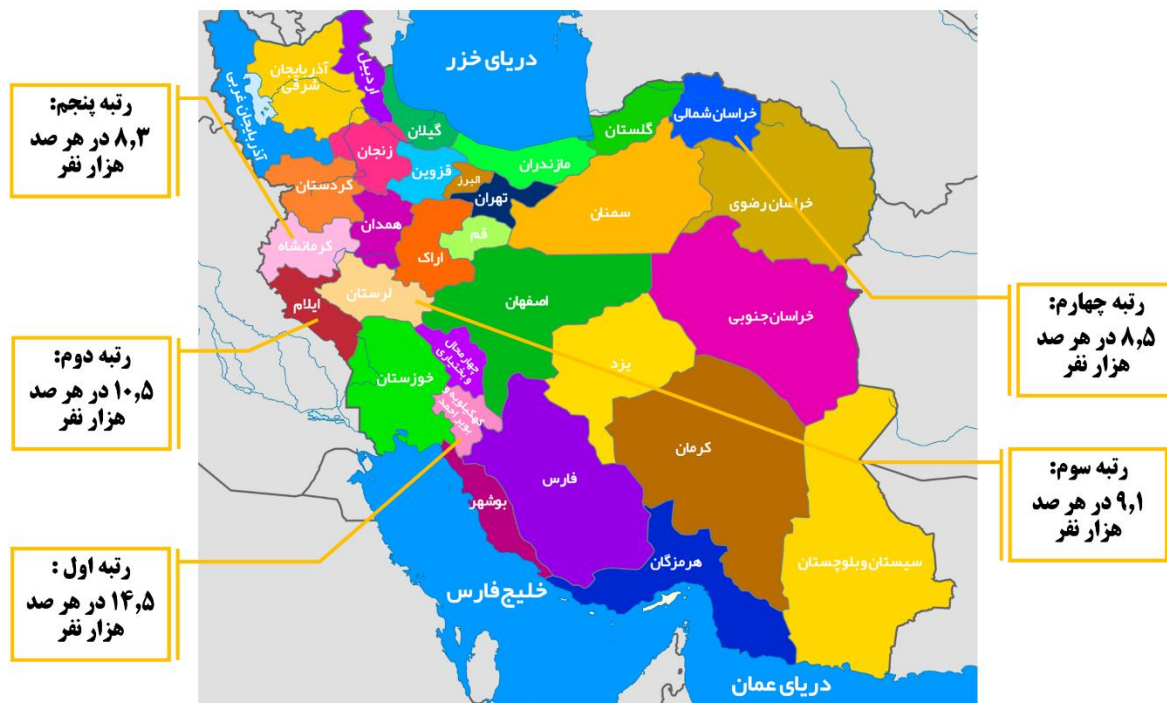 دریای خزر
اردبیل
آذربایجان
شرقی
آذربایجان غربی
گیلان
زنجان
قزوین
البرز
تهران
مازندران
گلستان
خراسان شمالی
خراسان رضوی
سمنان
کردستان
همدان
کرمانشاه
اراک
قم
ایلام
لرستان
اصفهان
خراسان جنوبی
چهارمحال
و بختیاری
خوزستان
یزد
کهکیلویه و
بویراحمد
کرمان
فارس
بوشهر
هرمزگان
سیستان و بلوچستان
خلیج فارس
دریای عمان
رتبه پنجم:
۸٫۳ در هر صد
هزار نفر
رتبه دوم:
۱۰٫۵ در هر صد
هزار نفر
رتبه اول :
۱۴٫۵ در هر صد
هزار نفر
رتبه چهارم:
۸٫۵ در هر صد
هزار نفر
رتبه سوم:
۹٫۱ در هر صد
هزار نفر